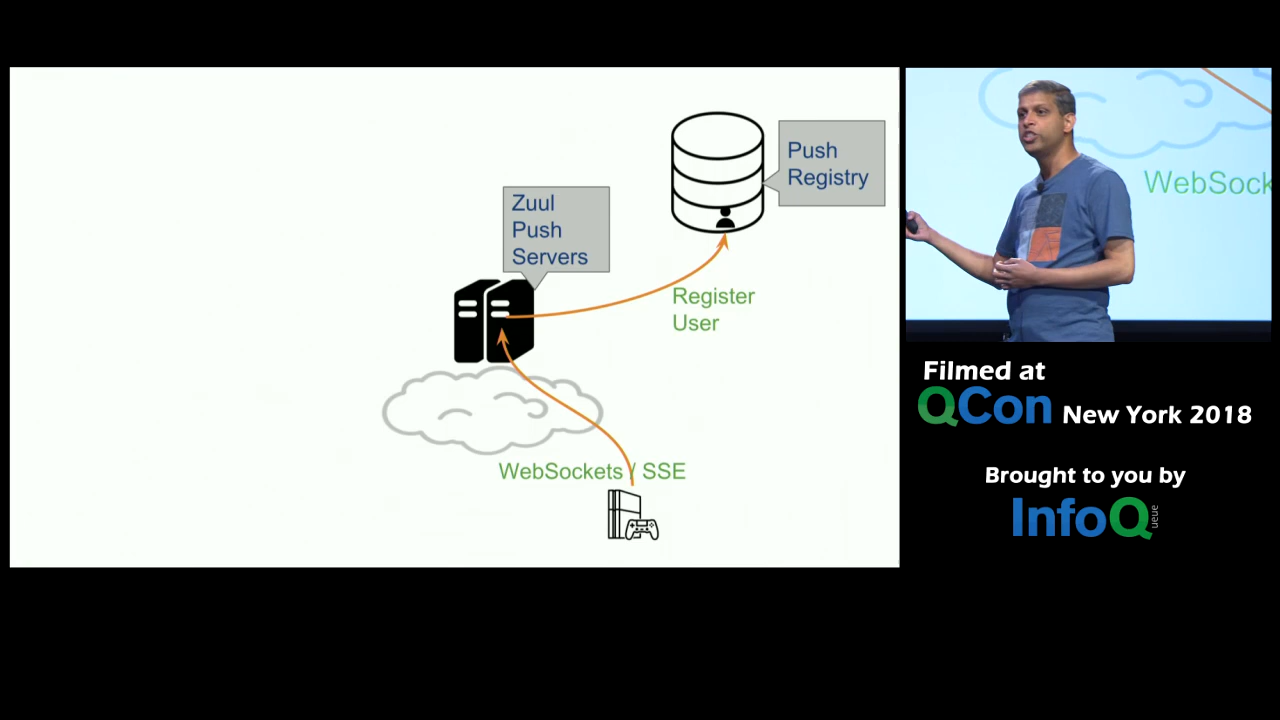 Zuul
Push
Servers
Push
Registry
Register
User
WebSockets / SSE
WebSock
Filmed at
QCon New York 2018
Brought to you by
InfoQueue